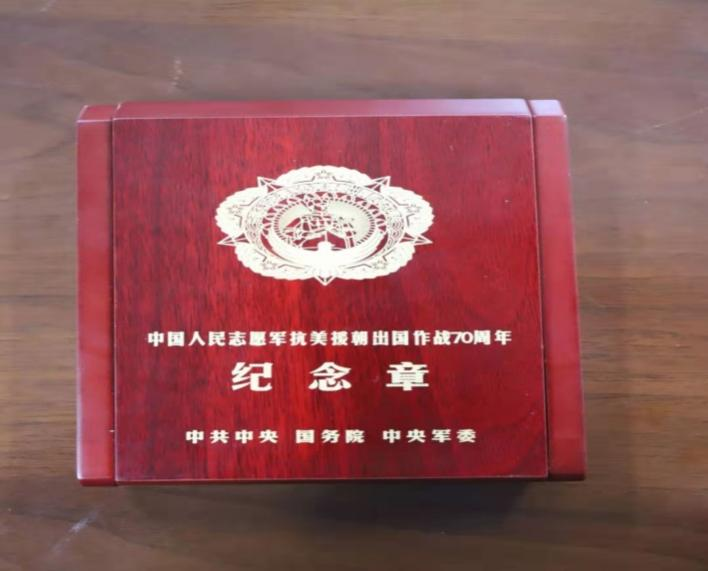 中国人民志愿军抗美援朝出国作战70周年
纪念章
中共中央 国务院 中央军委